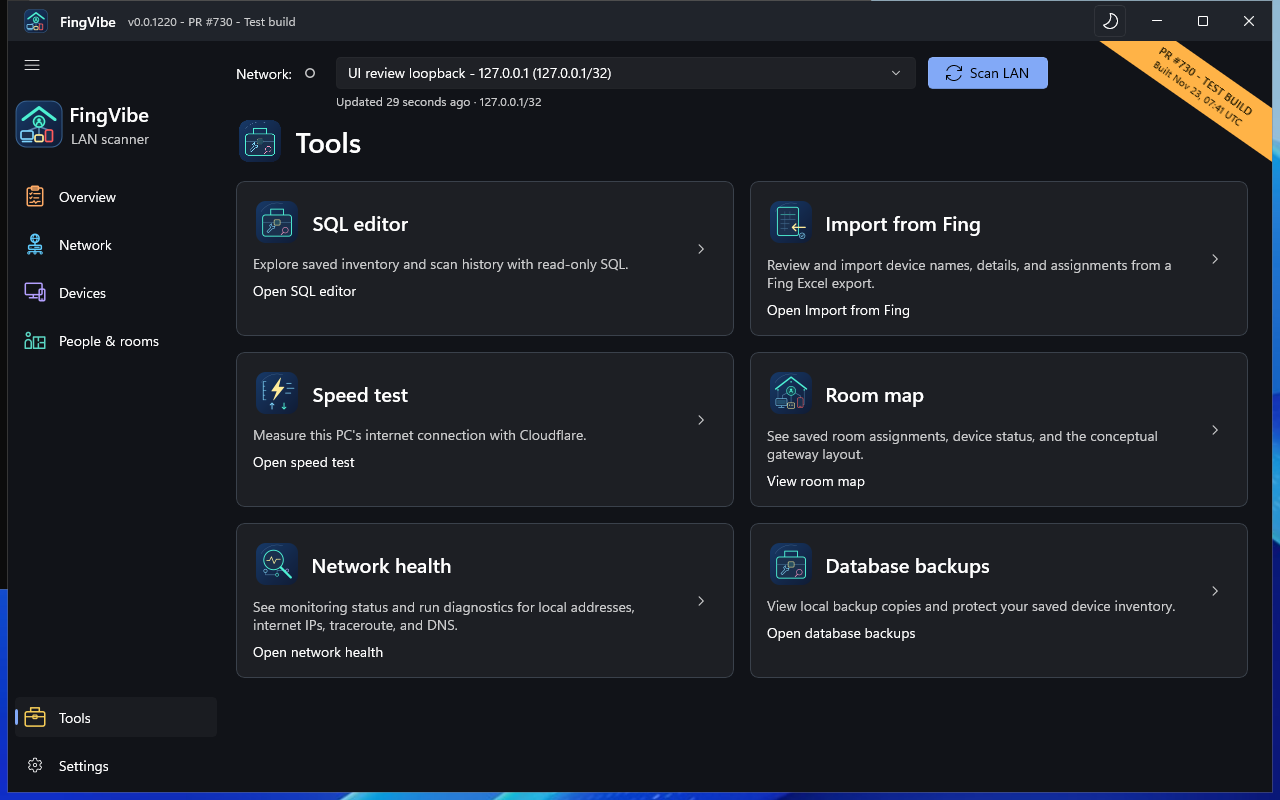 FingVibe v0.0.1220 - PR #730 - Test build
Network: UI review loopback - 127.0.0.1 (127.0.0.1/32) Scan LAN
Updated 29 seconds ago · 127.0.0.1/32
PR #730 - TEST BUILD
Built Nov 23, 07:41 UTC
FingVibe
LAN scanner
Overview
Network
Devices
People & rooms
Tools
Settings
Tools
SQL editor
Explore saved inventory and scan history with read-only SQL.
Open SQL editor
Import from Fing
Review and import device names, details, and assignments from a
Fing Excel export.
Open Import from Fing
Speed test
Measure this PC's internet connection with Cloudflare.
Open speed test
Room map
See saved room assignments, device status, and the conceptual
gateway layout.
View room map
Network health
See monitoring status and run diagnostics for local addresses,
internet IPs, traceroute, and DNS.
Open network health
Database backups
View local backup copies and protect your saved device inventory.
Open database backups